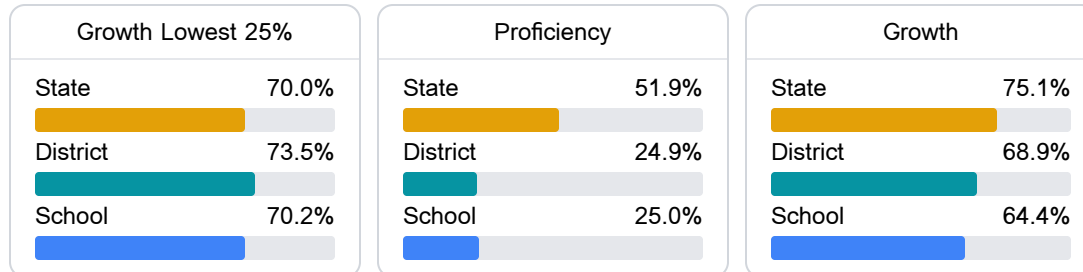 Growth Lowest 25%
State 70.0%
District 73.5%
School 70.2%
Proficiency
State 51.9%
District 24.9%
School 25.0%
Growth
State 75.1%
District 68.9%
School 64.4%